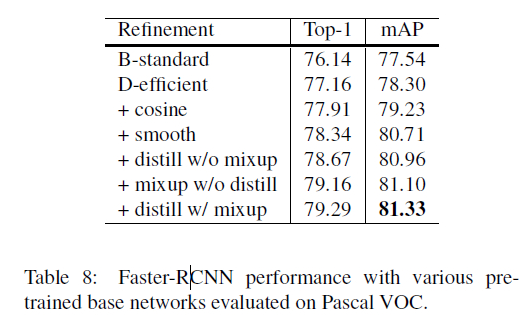 Refinement Top-1 mAP
B-standard 76.14 77.54
D-efficient 77.16 78.30
+ cosine 77.91 79.23
+ smooth 78.34 80.71
+ distill w/o mixup 78.67 80.96
+ mixup w/o distill 79.16 81.10
+ distill w/ mixup 79.29 81.33
Table 8: Faster-RCNN performance with various pre-
trained base networks evaluated on Pascal VOC.